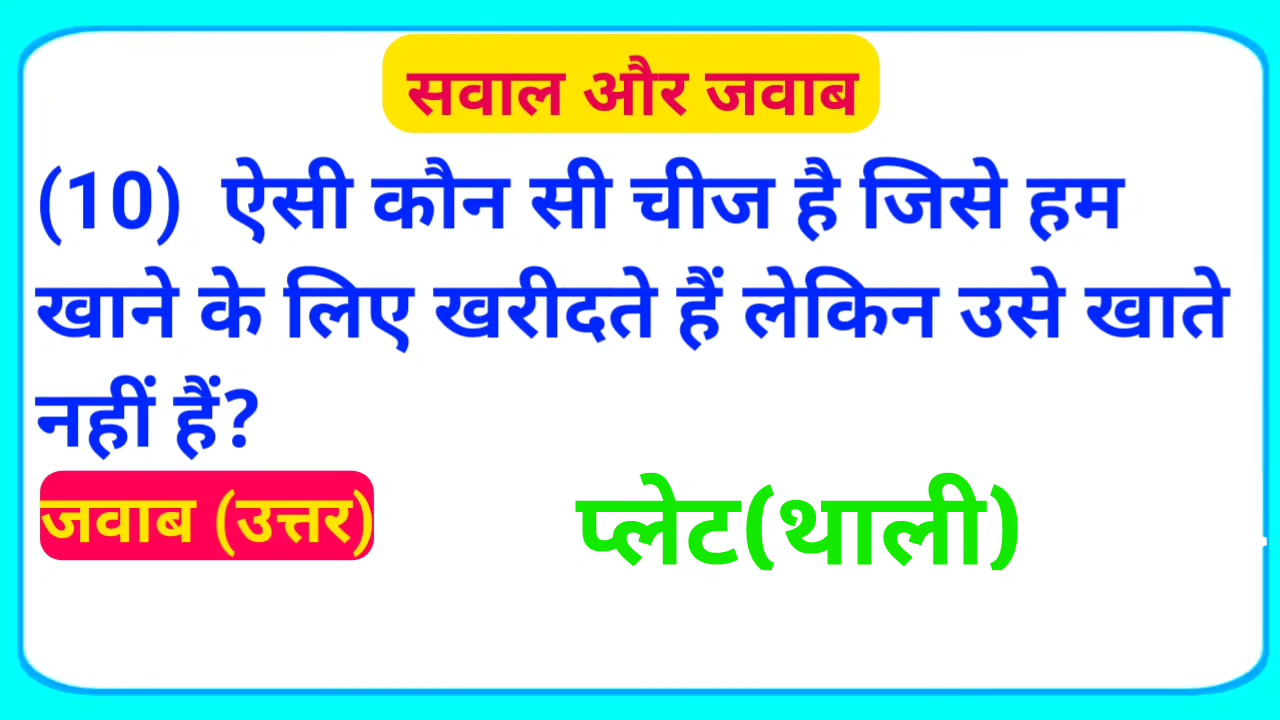 सवाल और जवाब
(10) ऐसी कौन सी चीज है जिसे हम
खाने के लिए खरीदते हैं लेकिन उसे खाते
नहीं हैं?
जवाब (उत्तर) प्लेट(थाली)